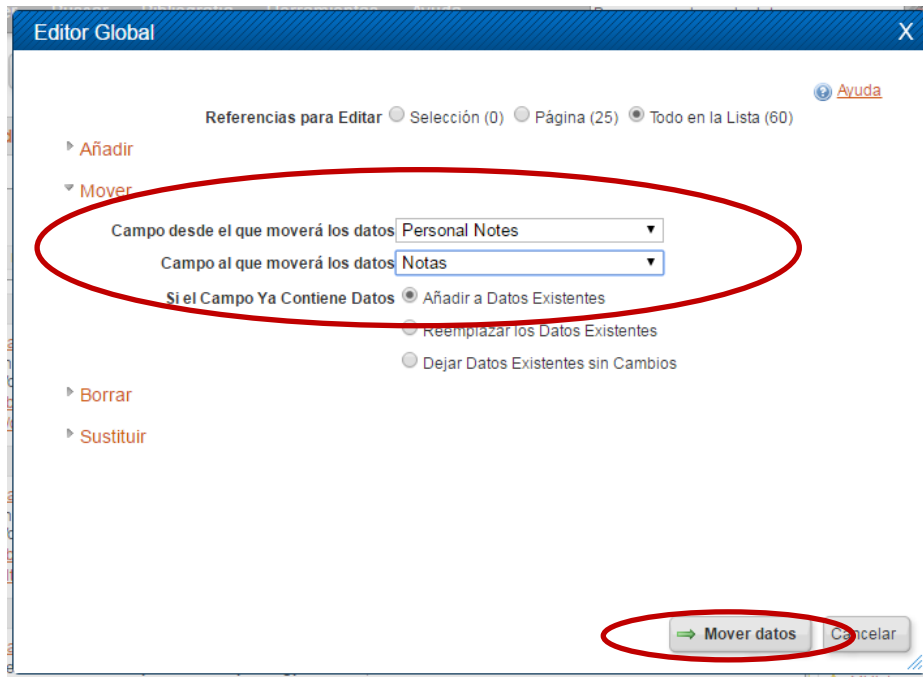 Editor Global X
Ayuda
Referencias para Editar Selección (0) Página (25) Todo en la Lista (60)
Añadir
Mover
Campo desde el que moverá los datos Personal Notes
Campo al que moverá los datos Notas
Si el Campo Ya Contiene Datos Añadir a Datos Existentes
Reemplazar los Datos Existentes
Dejar Datos Existentes sin Cambios
Borrar
Sustituir
Mover datos Cancelar